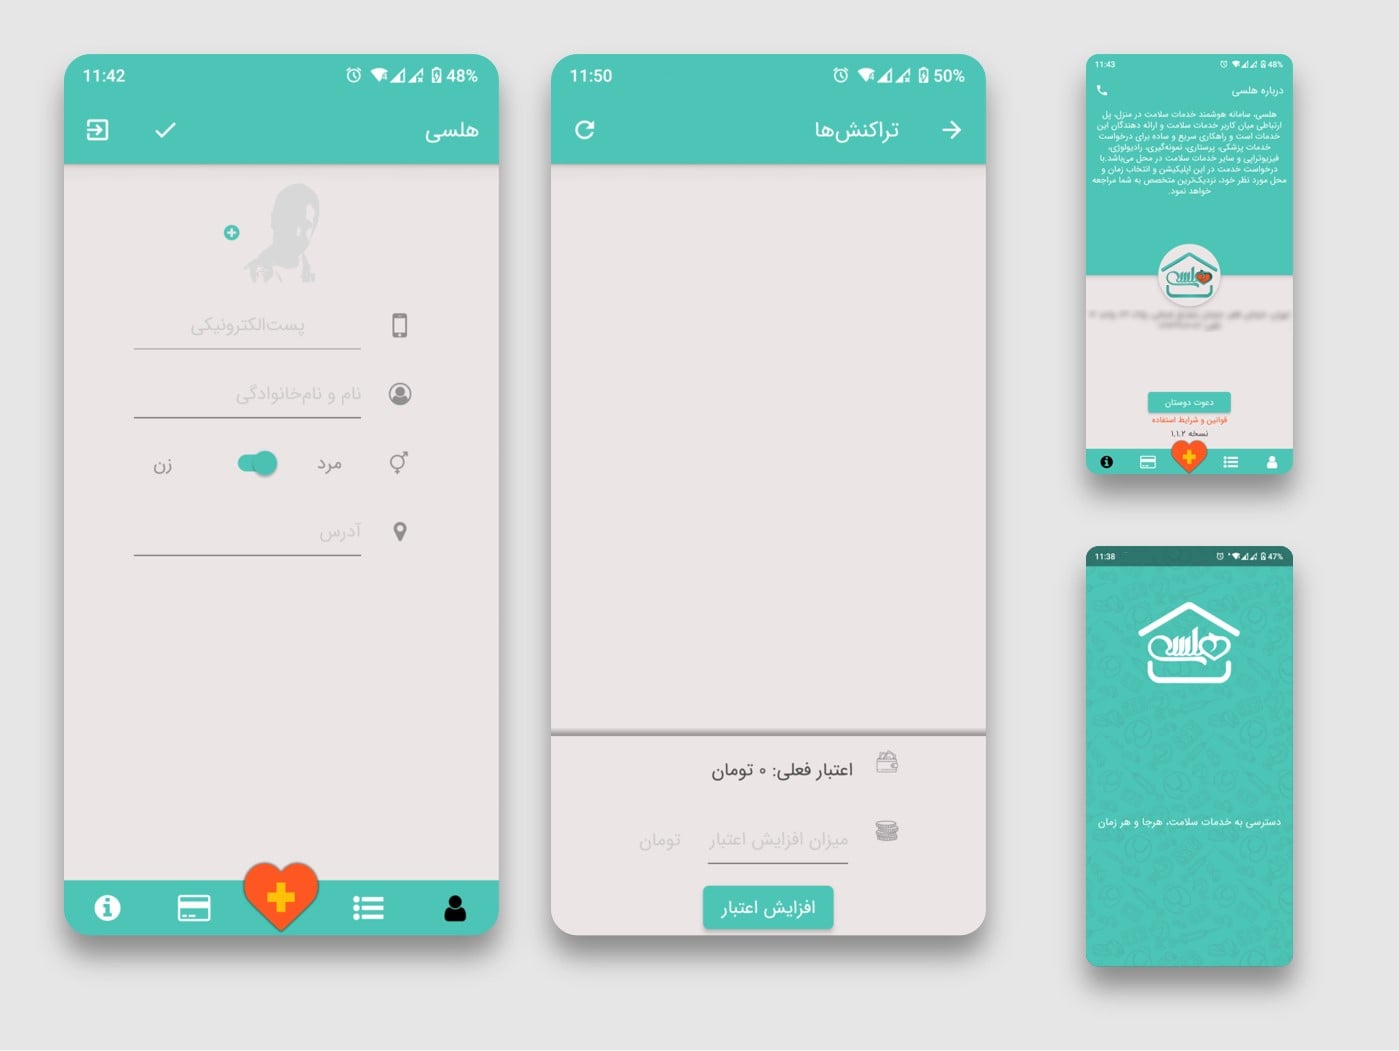 11:42
48%
هلسی
پست‌الکترونیکی
نام و نام‌خانوادگی
مرد
زن
آدرس
11:50
50%
تراکنش‌ها
اعتبار فعلی: ۰ تومان
میزان افزایش اعتبار
تومان
افزایش اعتبار
11:43
48%
درباره هلسی
هلسی، سامانه هوشمند خدمات سلامت در منزل، پل
ارتباطی میان کاربر خدمات سلامت و ارائه دهندگان این
خدمات است و راهکاری سریع و ساده برای درخواست
خدمات پزشکی، پرستاری، نمونه‌گیری، رادیولوژی،
فیزیوتراپی و سایر خدمات سلامت در محل می‌باشد.با
درخواست خدمت در این اپلیکیشن و انتخاب زمان و
محل مورد نظر خود، نزدیک‌ترین متخصص به شما مراجعه
خواهد نمود.
هلسی
دعوت دوستان
قوانین و شرایط استفاده
نسخه ۱,۱,۲
11:38
47%
هلسی
دسترسی به خدمات سلامت، هرجا و هر زمان